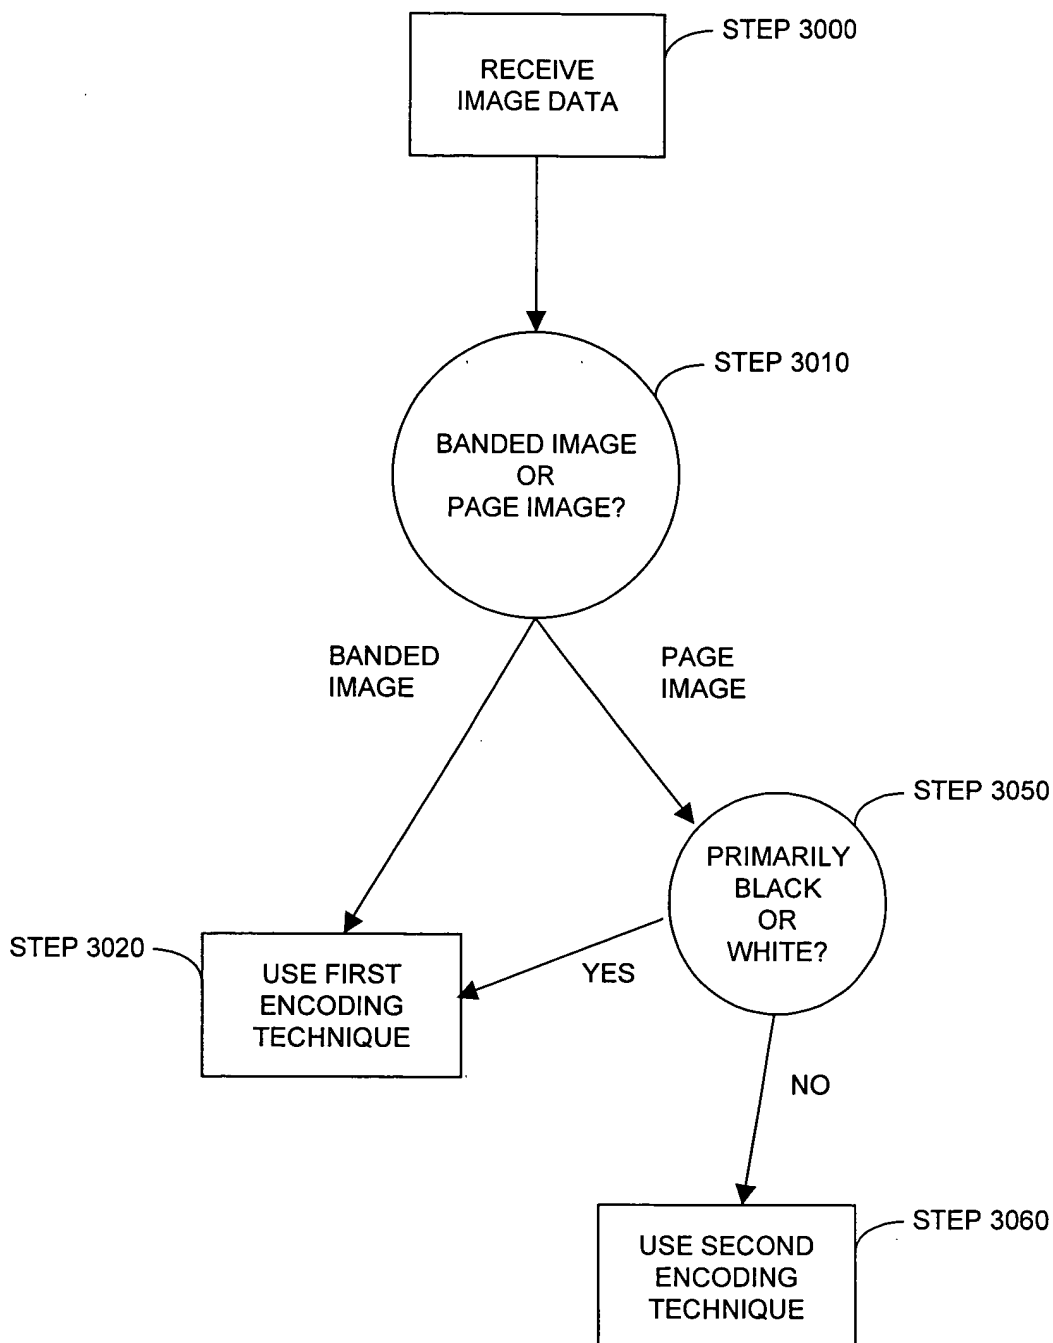 STEP 3000
RECEIVE
IMAGE DATA
STEP 3010
BANDED IMAGE
OR
PAGE IMAGE?
BANDED
IMAGE
PAGE
IMAGE
STEP 3050
PRIMARILY
BLACK
OR
WHITE?
STEP 3020
USE FIRST
ENCODING
TECHNIQUE
YES
NO
STEP 3060
USE SECOND
ENCODING
TECHNIQUE